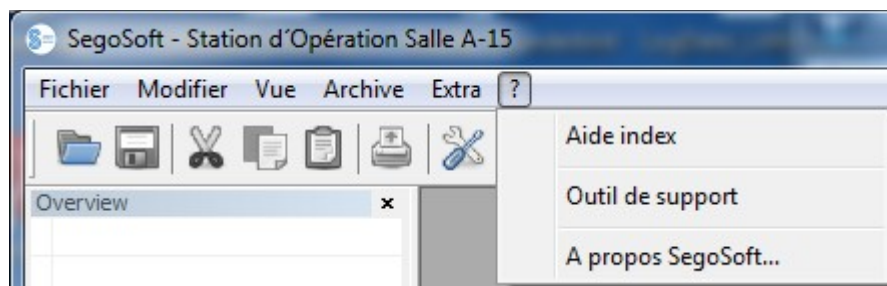 SegoSoft - Station d´Opération Salle A-15
Fichier Modifier Vue Archive Extra ?
Aide index
Overview x
Outil de support
A propos SegoSoft...